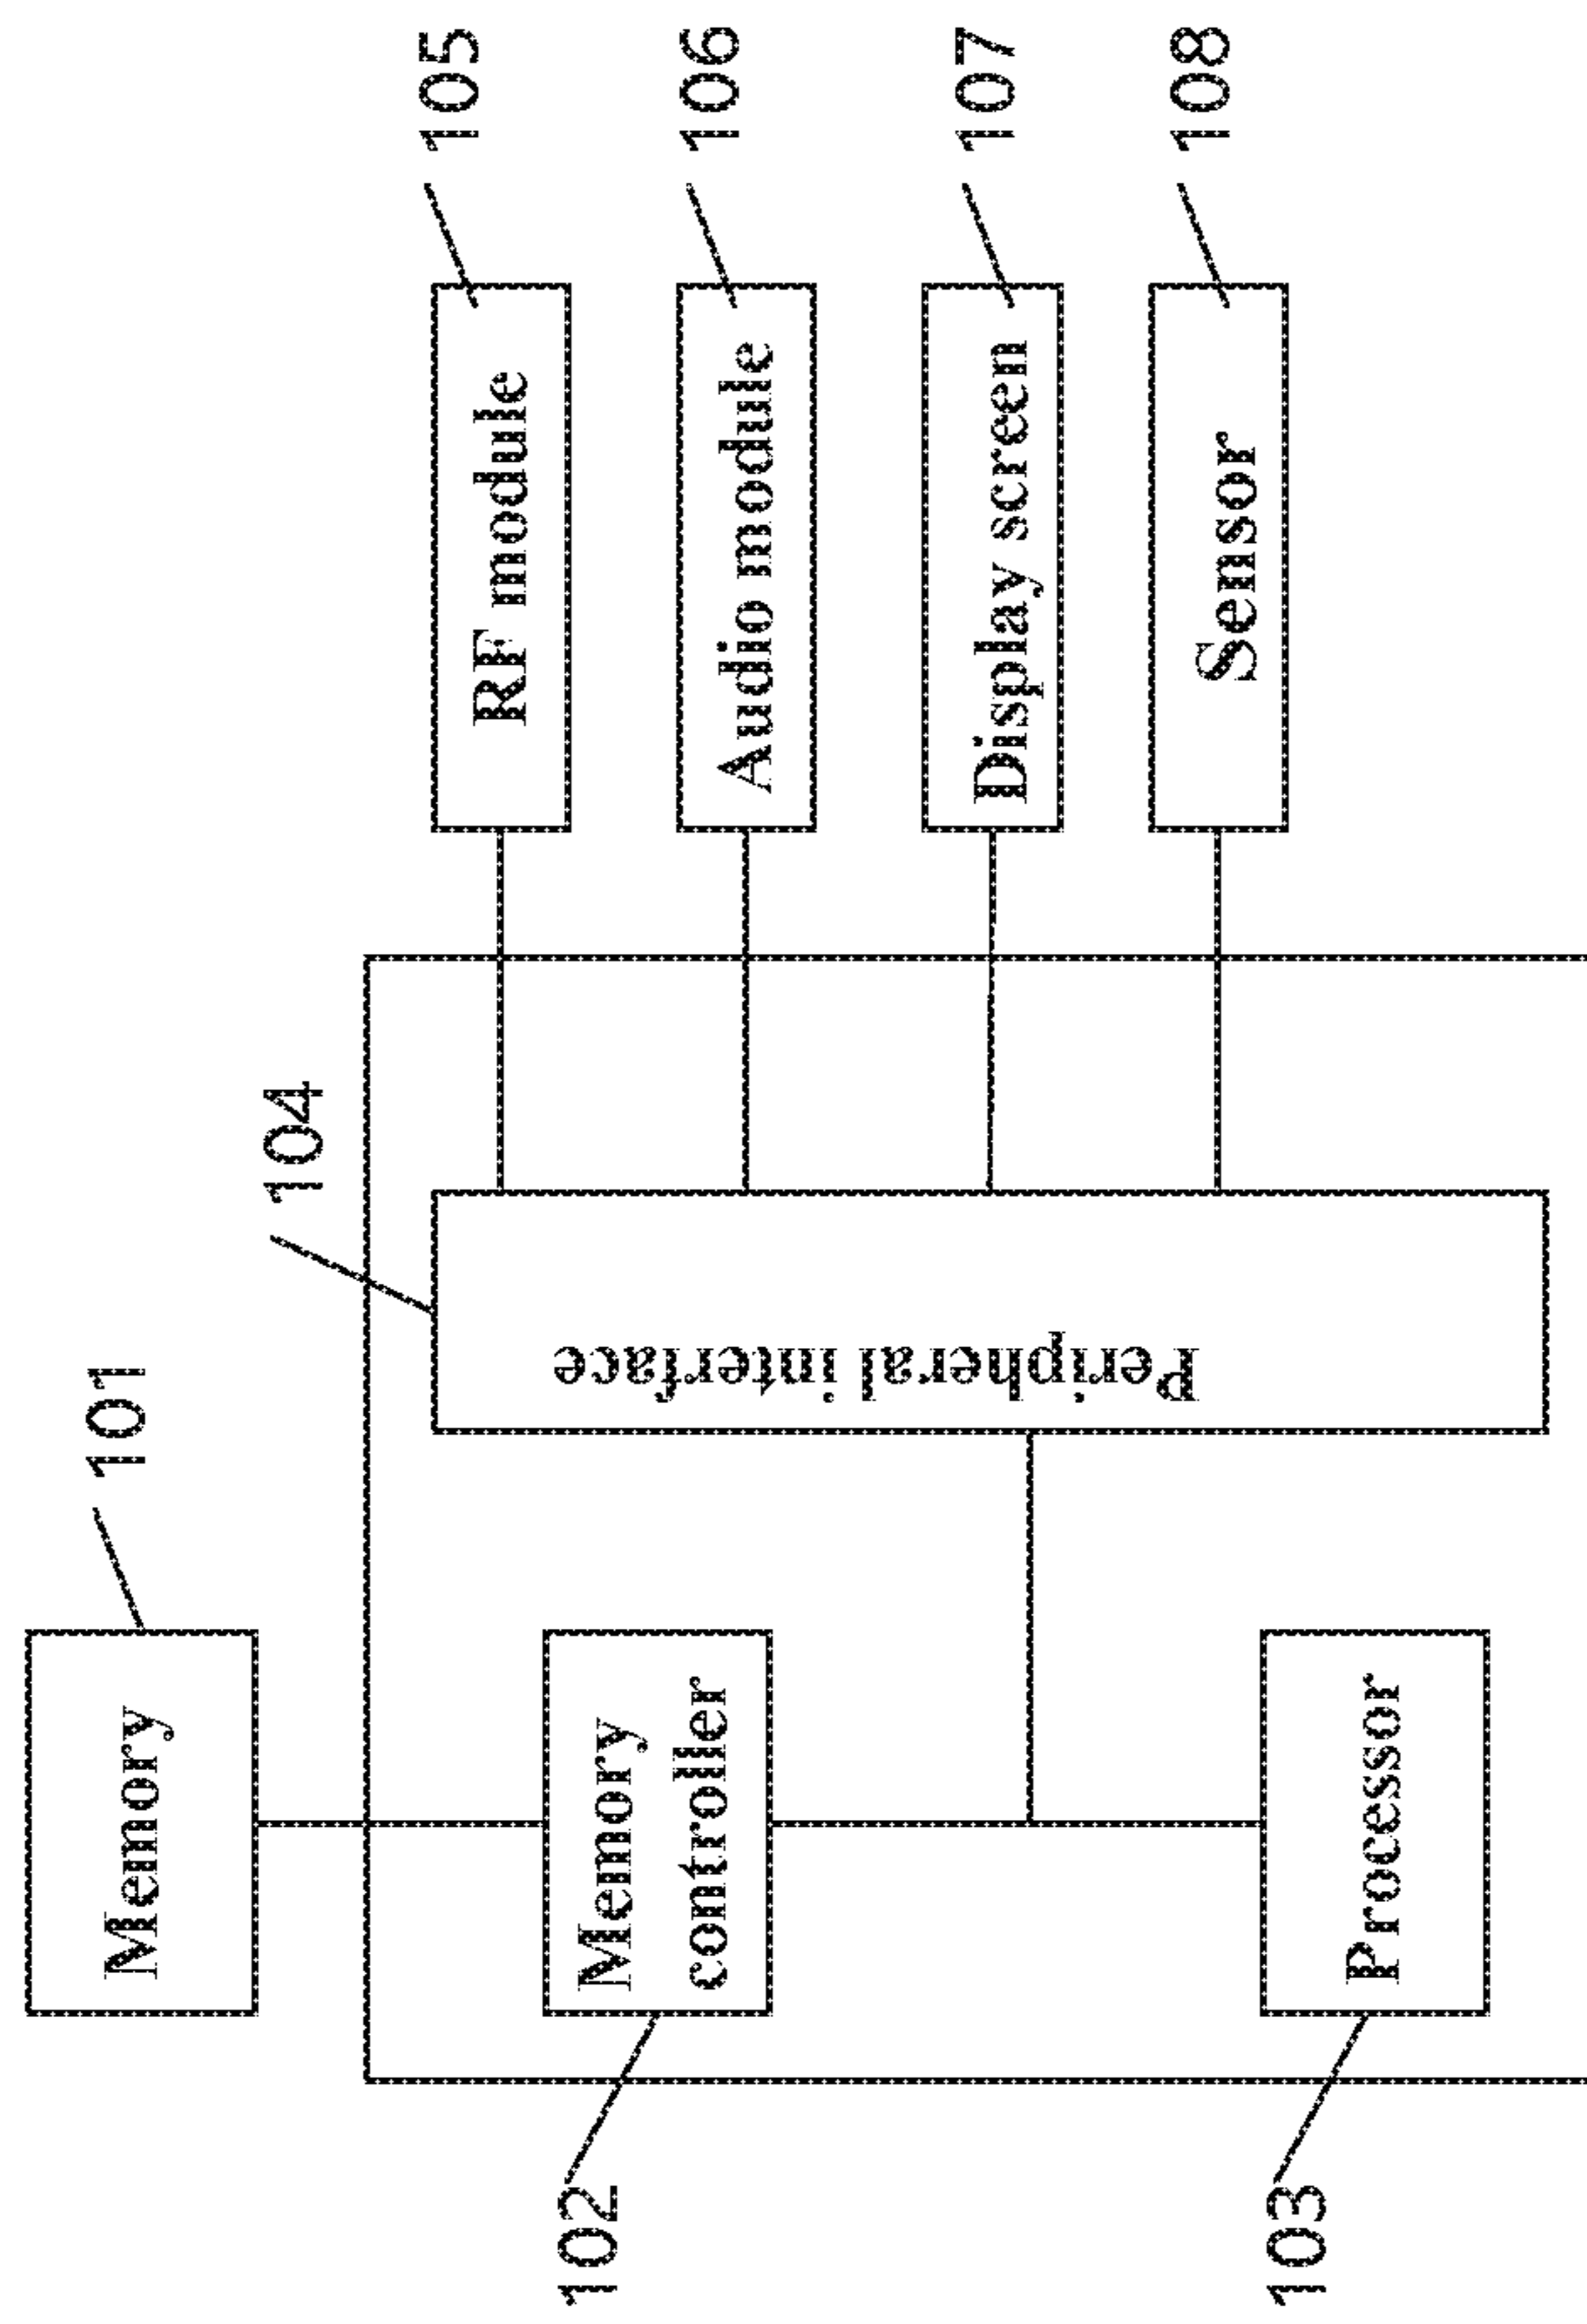 Memory
101
Memory
controller
102
Processor
103
Peripheral interface
104
RF module
105
Audio module
106
Display screen
107
Sensor
108